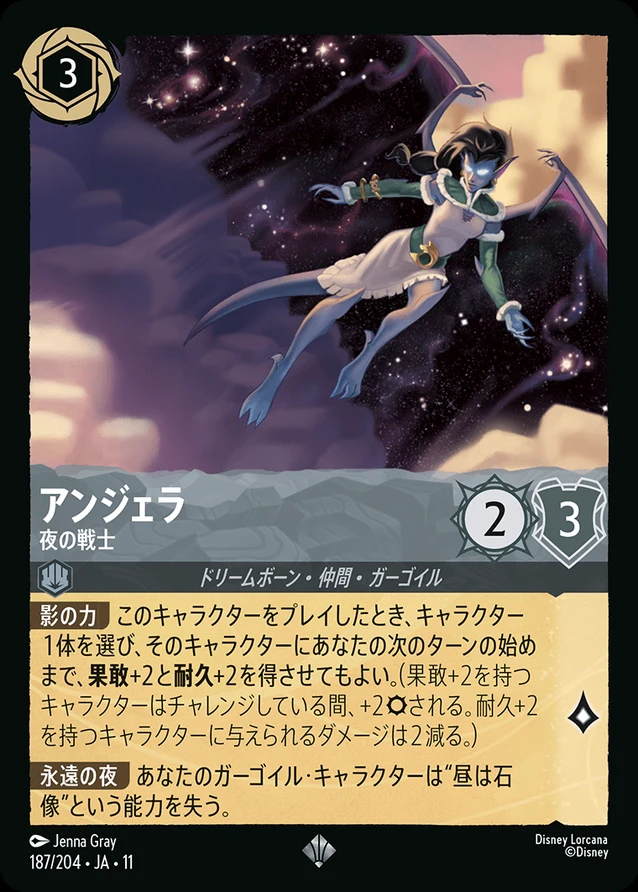 3
アンジェラ
夜の戦士
2
3
ドリームボーン・仲間・ガーゴイル
影の力 このキャラクターをプレイしたとき、キャラクター
1体を選び、そのキャラクターにあなたの次のターンの始め
まで、果敢+2と耐久+2を得させてもよい。(果敢+2を持つ
キャラクターはチャレンジしている間、+2される。耐久+2
を持つキャラクターに与えられるダメージは2減る。)
永遠の夜 あなたのガーゴイル・キャラクターは“昼は石
像”という能力を失う。
Jenna Gray
Disney Lorcana
187/204・JA・11
©Disney